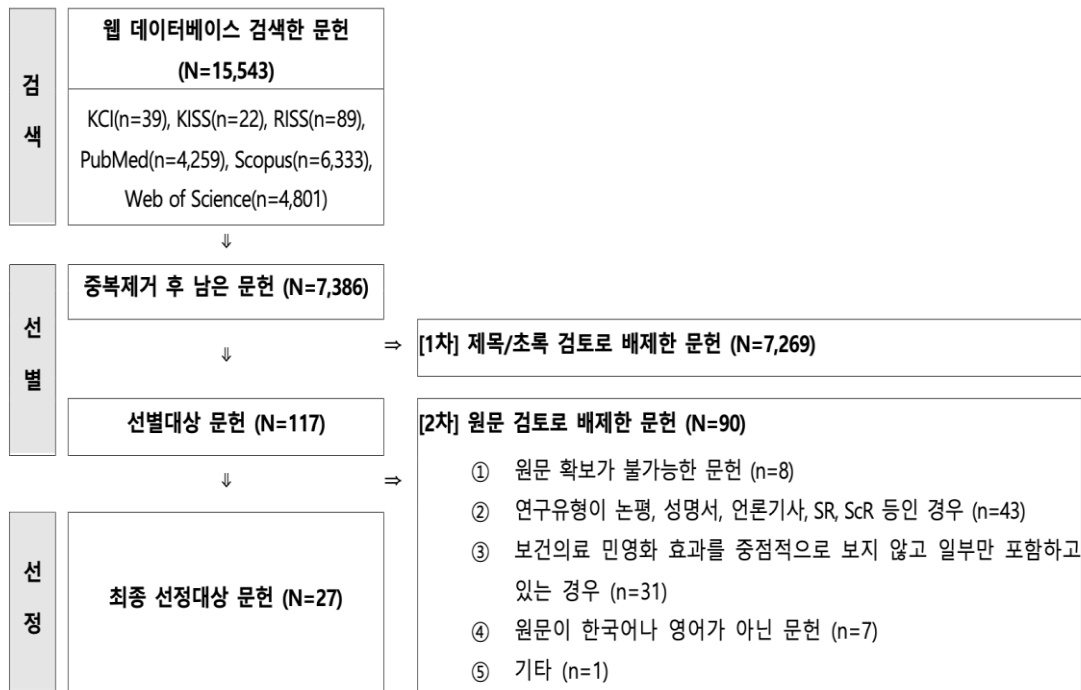 검색
웹 데이터베이스 검색한 문헌
(N=15,543)
KCI(n=39), KISS(n=22), RISS(n=89),
PubMed(n=4,259), Scopus(n=6,333),
Web of Science(n=4,801)
⇓
선별
중복제거 후 남은 문헌 (N=7,386)
⇓
⇒ [1차] 제목/초록 검토로 배제한 문헌 (N=7,269)
선별대상 문헌 (N=117)
⇓
⇒ [2차] 원문 검토로 배제한 문헌 (N=90)
① 원문 확보가 불가능한 문헌 (n=8)
② 연구유형이 논평, 성명서, 언론기사, SR, ScR 등인 경우 (n=43)
③ 보건의료 민영화 효과를 중점적으로 보지 않고 일부만 포함하고
있는 경우 (n=31)
④ 원문이 한국어나 영어가 아닌 문헌 (n=7)
⑤ 기타 (n=1)
선정
최종 선정대상 문헌 (N=27)